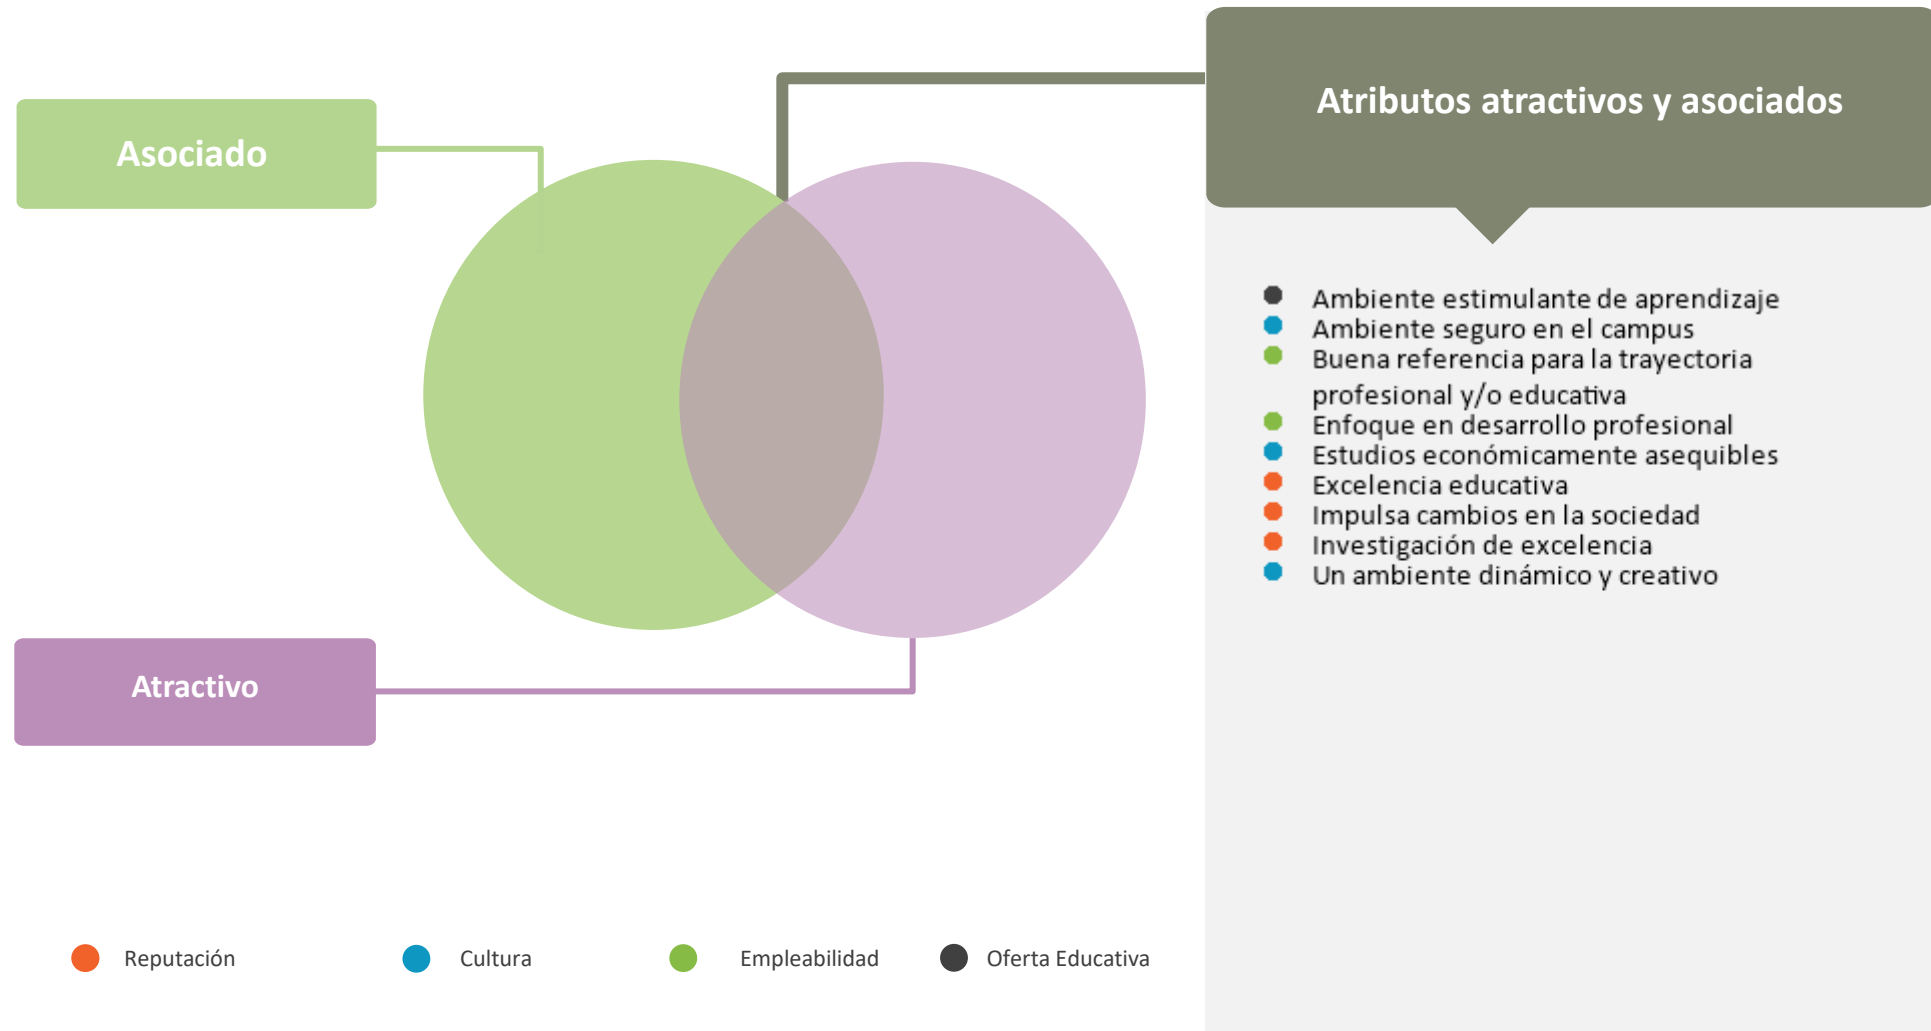 Atributos atractivos y asociados
Asociado
Ambiente estimulante de aprendizaje
Ambiente seguro en el campus
Buena referencia para la trayectoria
profesional y/o educativa
Enfoque en desarrollo profesional
Estudios económicamente asequibles
Excelencia educativa
Impulsa cambios en la sociedad
Investigación de excelencia
Un ambiente dinámico y creativo
Atractivo
Reputación
Cultura
Empleabilidad
Oferta Educativa